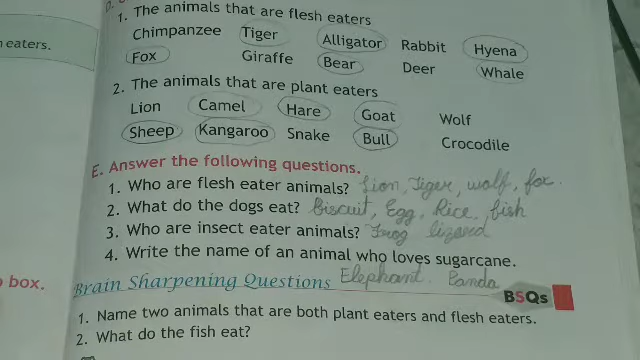 D.
1. The animals that are flesh eaters
Chimpanzee Tiger Alligator Rabbit Hyena
Fox Giraffe Bear Deer Whale
eaters.
2. The animals that are plant eaters
Lion Camel Hare Goat Wolf
Sheep Kangaroo Snake Bull Crocodile
E. Answer the following questions.
1. Who are flesh eater animals? Lion, Tiger, wolf, fox.
2. What do the dogs eat? Biscuit, Egg, Rice, fish
3. Who are insect eater animals? Frog lizard
4. Write the name of an animal who loves sugarcane.
Elephant. Panda
box.
Brain Sharpening Questions BSQs
1. Name two animals that are both plant eaters and flesh eaters.
2. What do the fish eat?